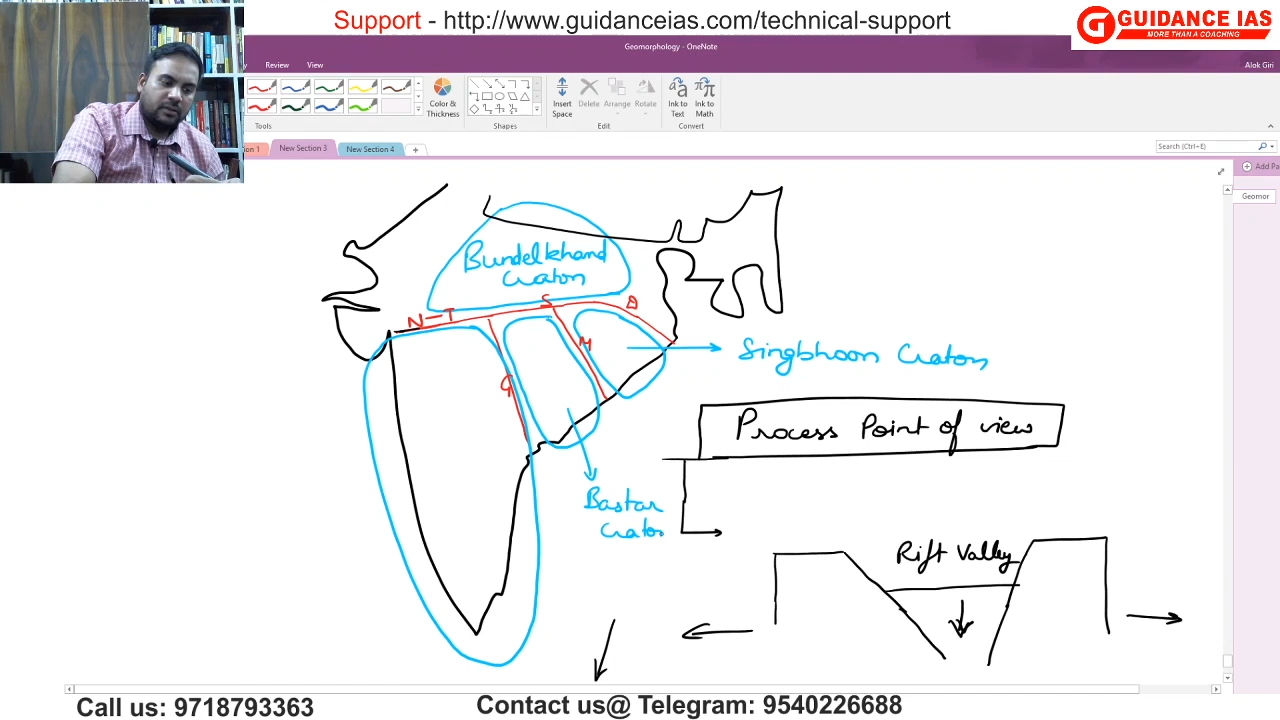 Support - http://www.guidanceias.com/technical-support
GUIDANCE IAS
MORE THAN A COACHING
Geomorphology - OneNote
Review View
Alok Giri
Color &
Thickness
Insert
Space
Delete
Arrange
Rotate
Ink to
Text
Ink to
Math
Tools
Shapes
Edit
Convert
New Section 3
New Section 4
Search (Ctrl+E)
Add Pa
Geomor
Bundelkhand
Craton
N-T
S
D
M
G
Singbhoom Craton
Process Point of view
Bastar
Craton
Rift Valley
Call us: 9718793363
Contact us@ Telegram: 9540226688